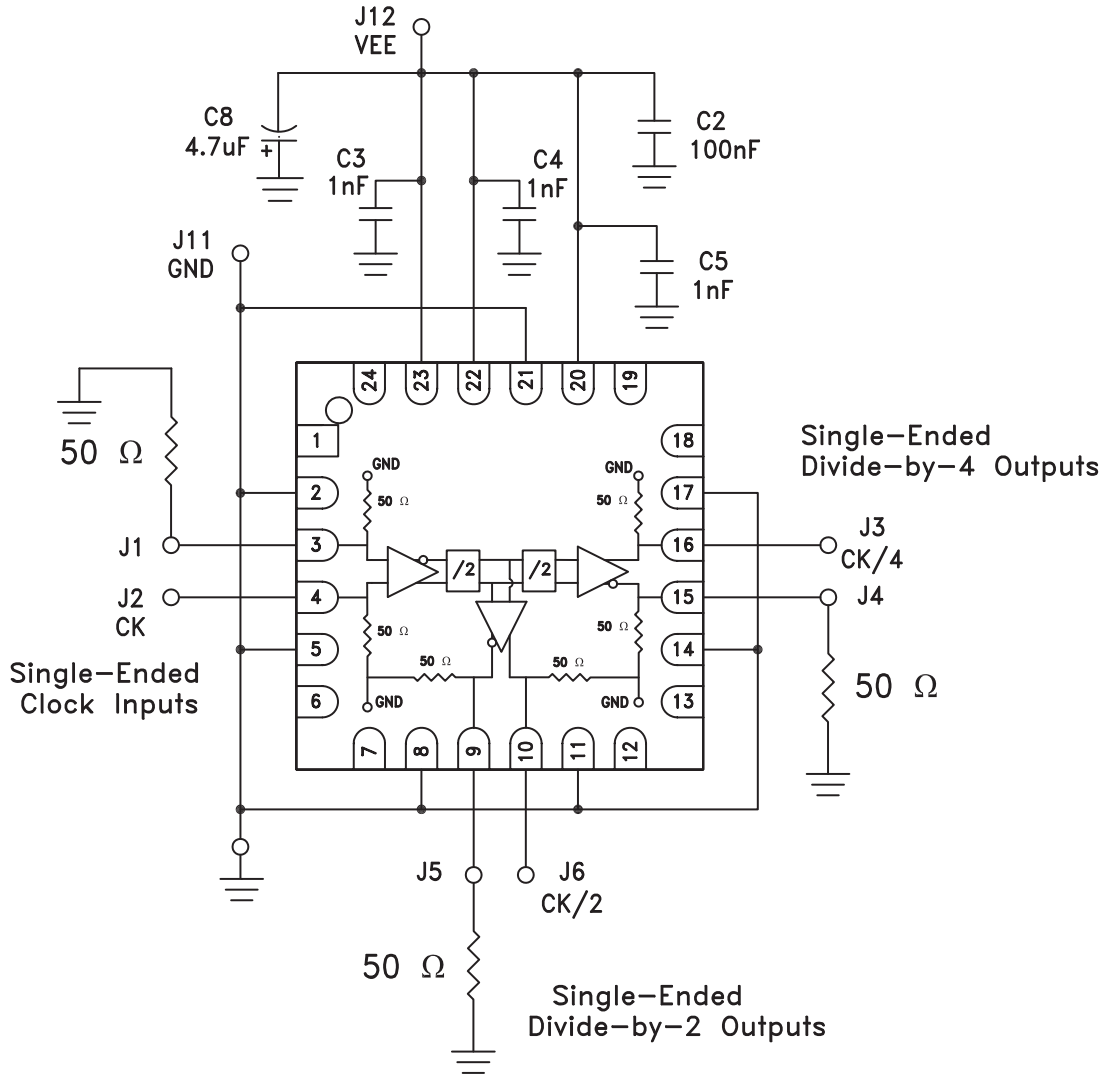 J12
VEE
C8
4.7uF
+
C3
1nF
C4
1nF
C2
100nF
J11
GND
C5
1nF
24
23
22
21
20
19
50 Ω
1
2
3
4
5
6
GND
50 Ω
GND
50 Ω
/2
/2
50 Ω
50 Ω
50 Ω
50 Ω
GND
GND
18
17
16
15
14
13
7
8
9
10
11
12
J1
J2
CK
Single-Ended
Clock Inputs
Single-Ended
Divide-by-4 Outputs
J3
CK/4
J4
50 Ω
J5
J6
CK/2
50 Ω
Single-Ended
Divide-by-2 Outputs